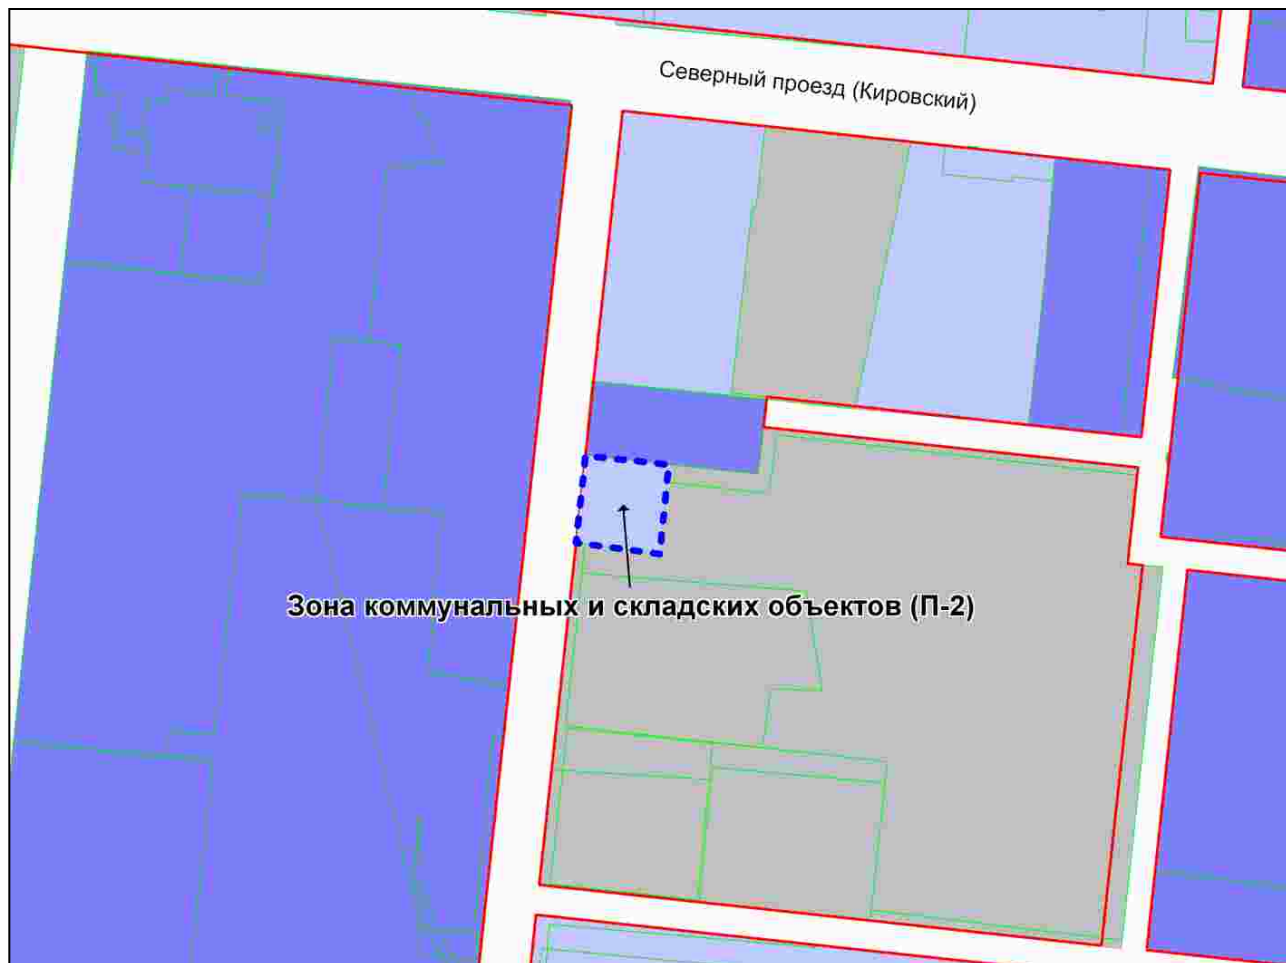 Северный проезд (Кировский)
Зона коммунальных и складских объектов (П-2)